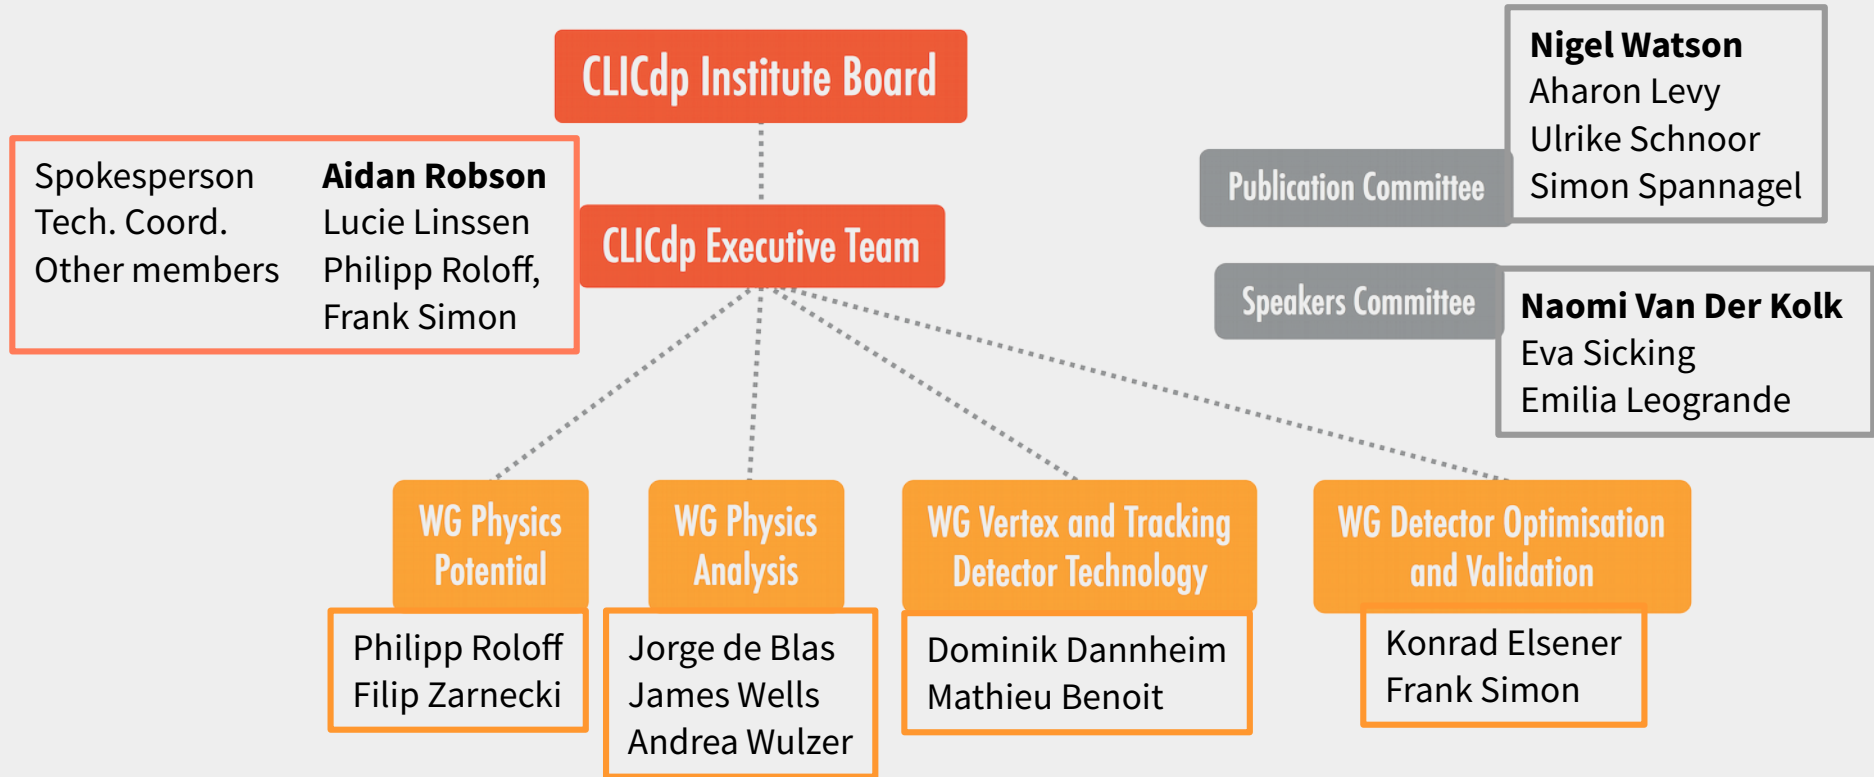 CLICdp Institute Board
Nigel Watson
Aharon Levy
Ulrike Schnoor
Simon Spannagel
Publication Committee
Spokesperson Aidan Robson
Tech. Coord. Lucie Linssen
Other members Philipp Roloff,
Frank Simon
CLICdp Executive Team
Speakers Committee
Naomi Van Der Kolk
Eva Sicking
Emilia Leogrande
WG Physics
Potential
Philipp Roloff
Filip Zarnecki
WG Physics
Analysis
Jorge de Blas
James Wells
Andrea Wulzer
WG Vertex and Tracking
Detector Technology
Dominik Dannheim
Mathieu Benoit
WG Detector Optimisation
and Validation
Konrad Elsener
Frank Simon